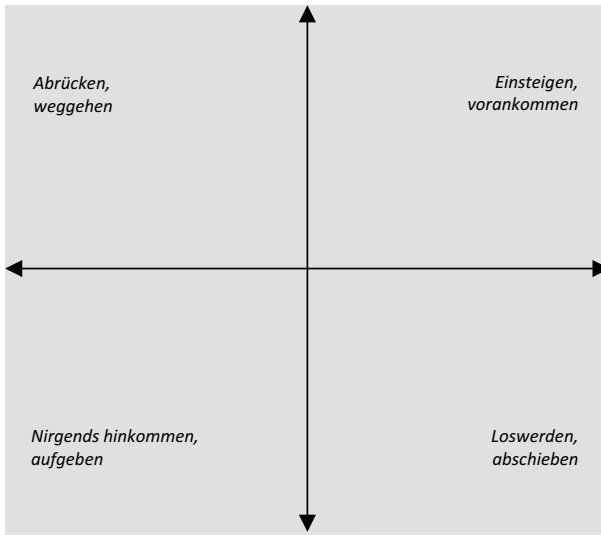 Abrücken,
weggehen
Einsteigen,
vorankommen
Nirgends hinkommen,
aufgeben
Loswerden,
abschieben